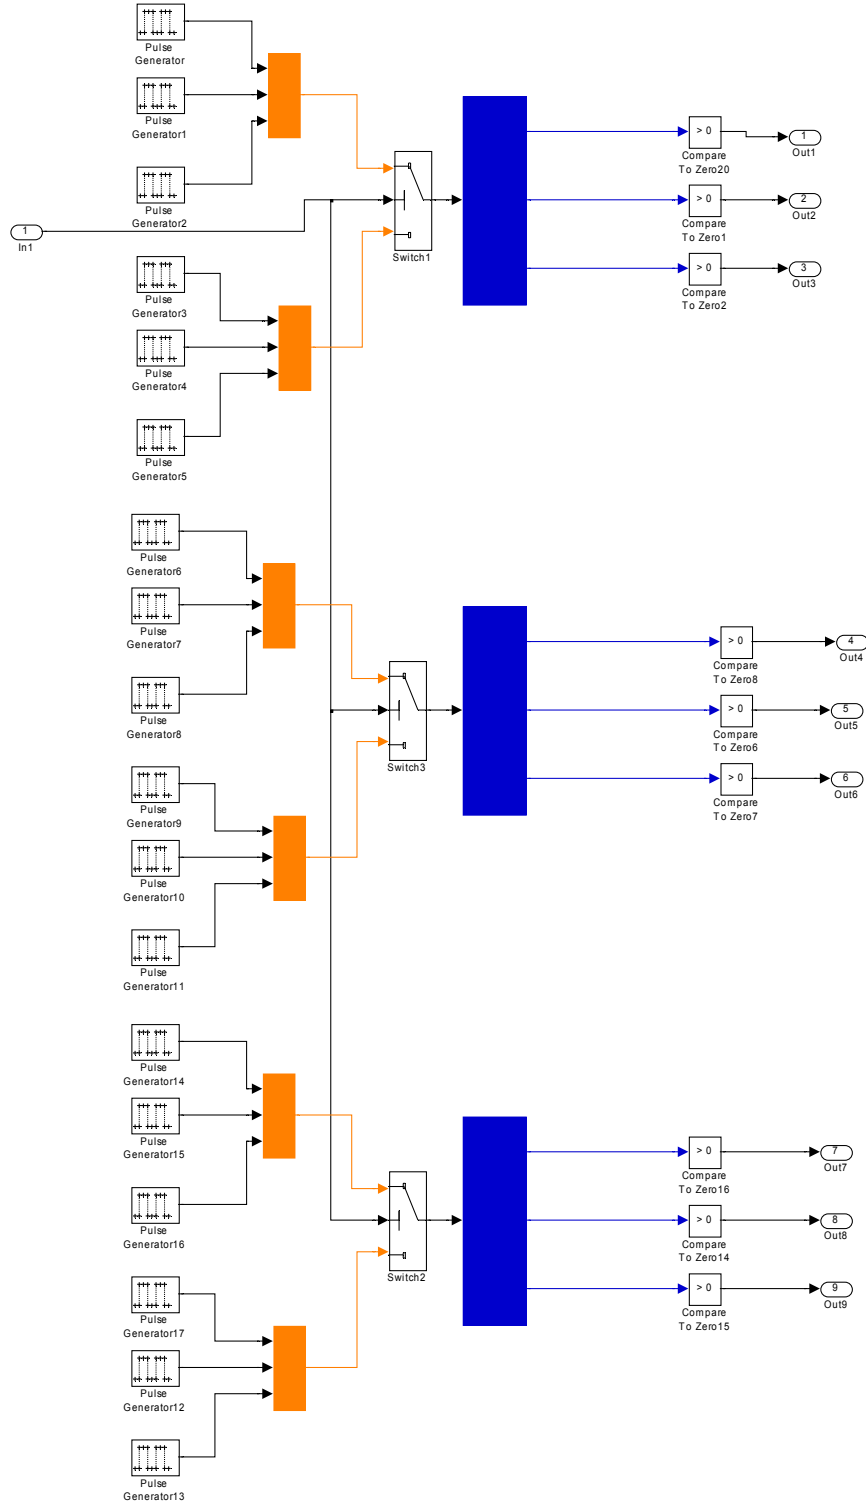 Pulse
Generator
Pulse
Generator1
> 0
1
Compare
To Zero20
Out1
Pulse
Generator2
> 0
2
Compare
To Zero1
Out2
1
In1
Switch1
> 0
3
Compare
To Zero2
Out3
Pulse
Generator3
Pulse
Generator4
Pulse
Generator5
Pulse
Generator6
Pulse
Generator7
> 0
4
Compare
To Zero8
Out4
Pulse
Generator8
> 0
5
Compare
To Zero6
Out5
Switch3
> 0
6
Compare
To Zero7
Out6
Pulse
Generator9
Pulse
Generator10
Pulse
Generator11
Pulse
Generator14
Pulse
Generator15
> 0
7
Compare
To Zero16
Out7
Pulse
Generator16
> 0
8
Compare
To Zero14
Out8
Switch2
> 0
9
Compare
To Zero15
Out9
Pulse
Generator17
Pulse
Generator12
Pulse
Generator13